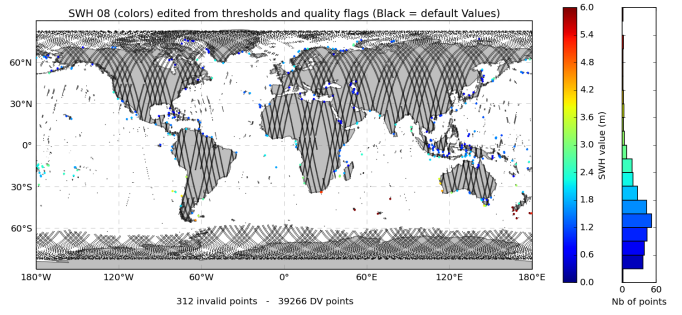 SWH 08 (colors) edited from thresholds and quality flags (Black = default Values)
60°N
30°N
0°
30°S
60°S
180°W 120°W 60°W 0° 60°E 120°E 180°E
312 invalid points - 39266 DV points
6.0
5.4
4.8
4.2
3.6
3.0
2.4
1.8
1.2
0.6
0.0
SWH value (m)
0 60
Nb of points